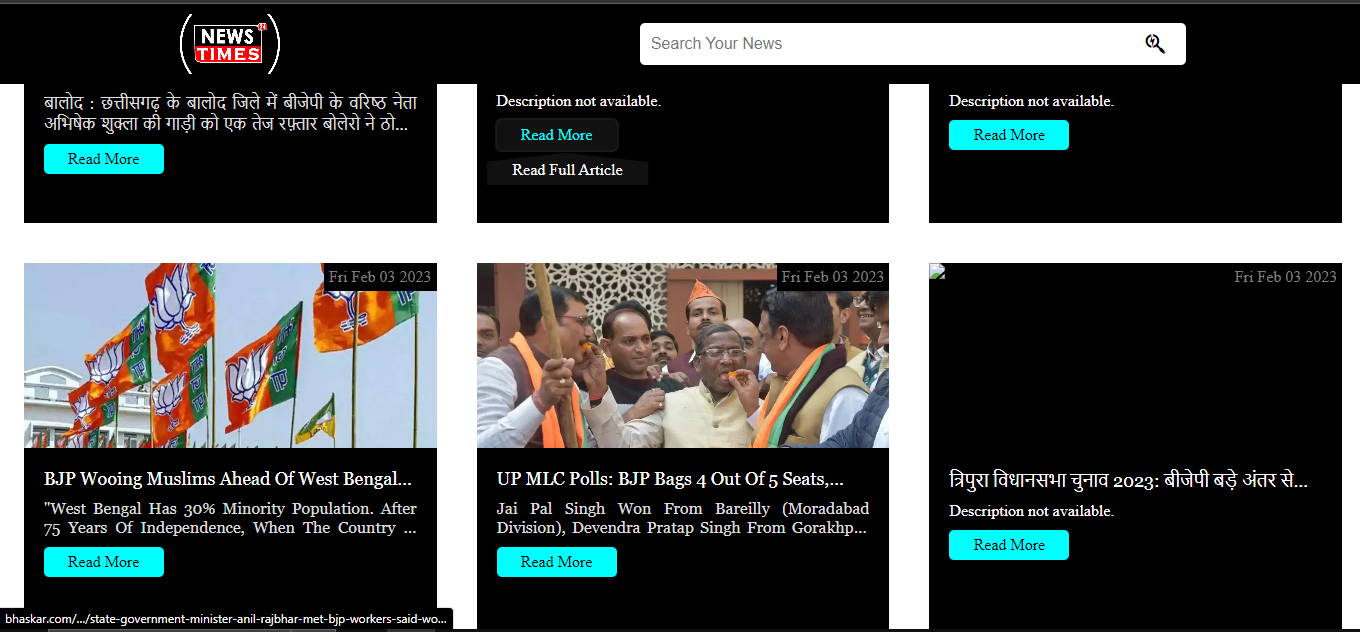 NEWS 24
TIMES
Search Your News
बालोद : छत्तीसगढ़ के बालोद जिले में बीजेपी के वरिष्ठ नेता
अभिषेक शुक्ला की गाड़ी को एक तेज रफ़्तार बोलेरो ने ठो...
Read More
Description not available.
Read More
Read Full Article
Description not available.
Read More
Fri Feb 03 2023
BJP Wooing Muslims Ahead Of West Bengal...
"West Bengal Has 30% Minority Population. After
75 Years Of Independence, When The Country ...
Read More
Fri Feb 03 2023
UP MLC Polls: BJP Bags 4 Out Of 5 Seats,...
Jai Pal Singh Won From Bareilly (Moradabad
Division), Devendra Pratap Singh From Gorakhp...
Read More
Fri Feb 03 2023
त्रिपुरा विधानसभा चुनाव 2023: बीजेपी बड़े अंतर से...
Description not available.
Read More
bhaskar.com/.../state-government-minister-anil-rajbhar-met-bjp-workers-said-wo...